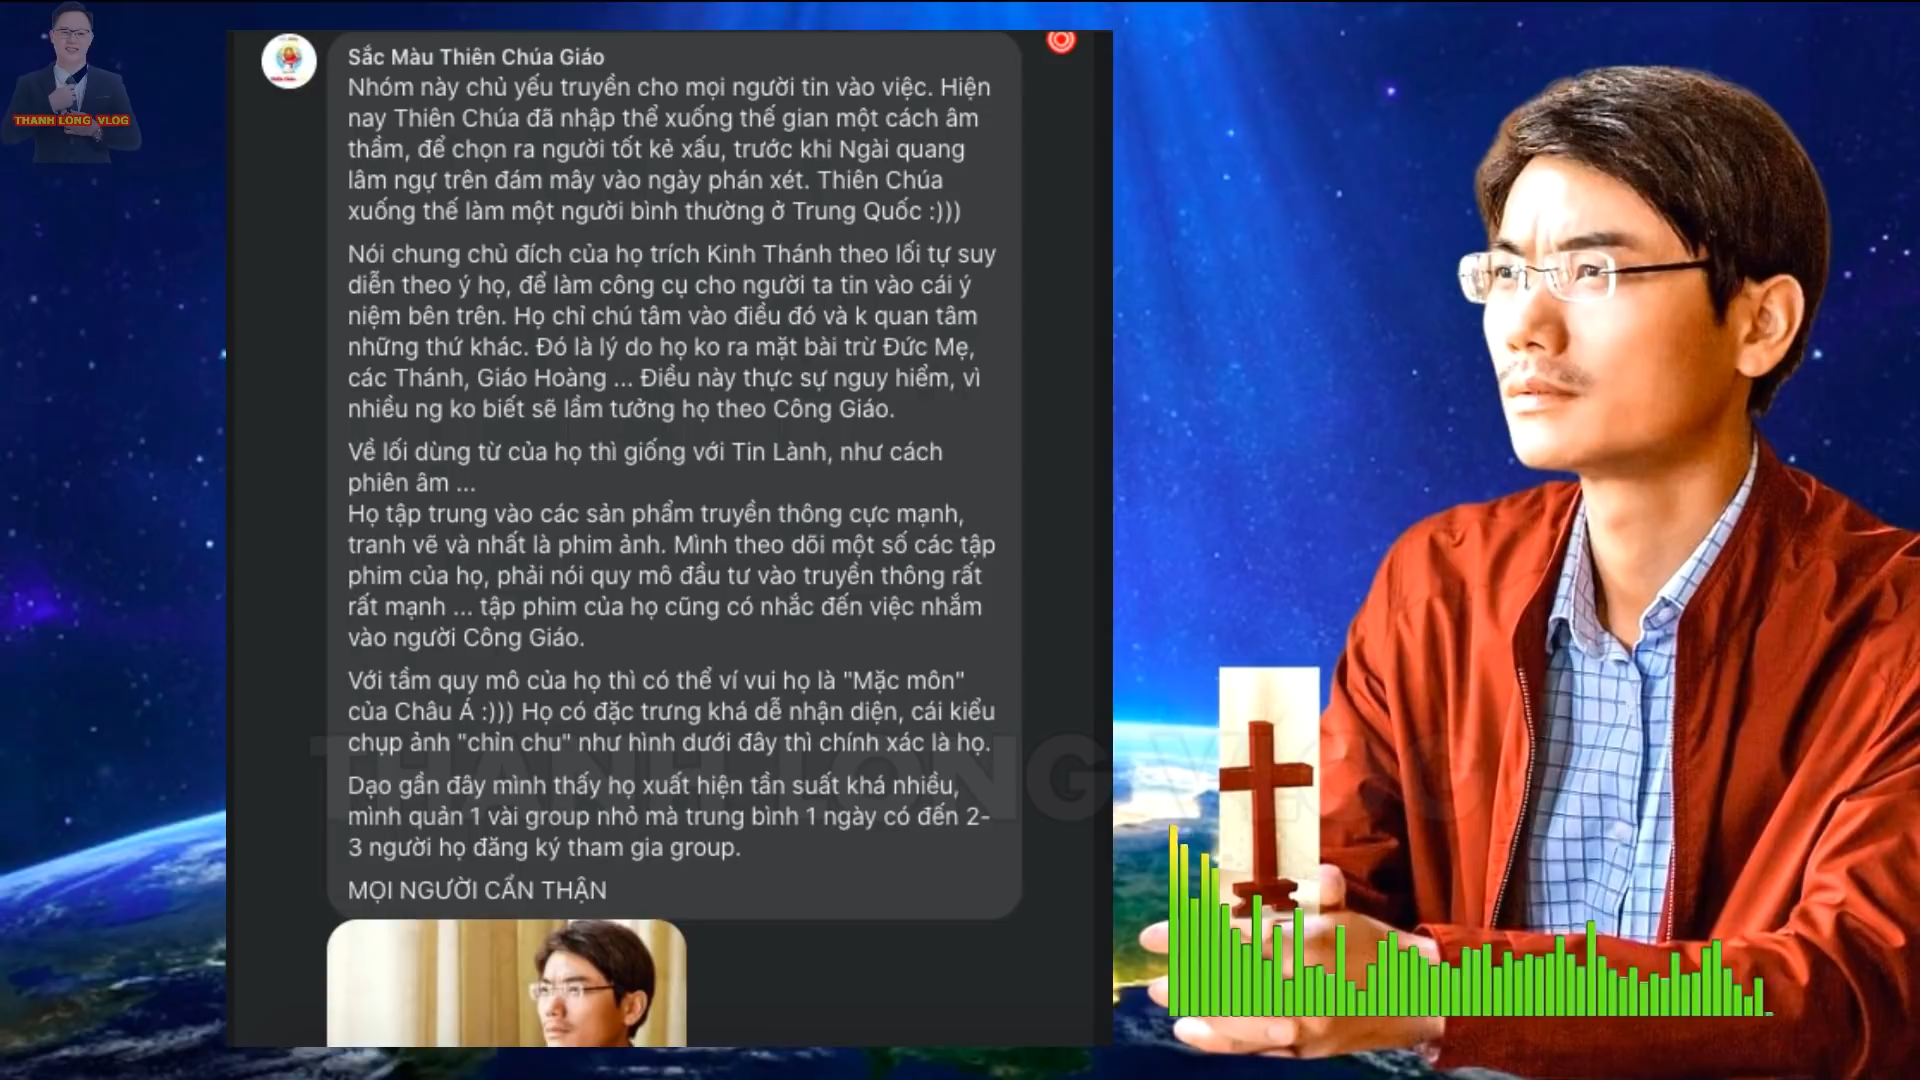 THANH LONG VLOG
Sắc Màu Thiên Chúa Giáo
Nhóm này chủ yếu truyền cho mọi người tin vào việc. Hiện
nay Thiên Chúa đã nhập thể xuống thế gian một cách âm
thầm, để chọn ra người tốt kẻ xấu, trước khi Ngài quang
lâm ngự trên đám mây vào ngày phán xét. Thiên Chúa
xuống thế làm một người bình thường ở Trung Quốc :)))
Nói chung chủ đích của họ trích Kinh Thánh theo lối tự suy
diễn theo ý họ, để làm công cụ cho người ta tin vào cái ý
niệm bên trên. Họ chỉ chú tâm vào điều đó và k quan tâm
những thứ khác. Đó là lý do họ ko ra mặt bài trừ Đức Mẹ,
các Thánh, Giáo Hoàng ... Điều này thực sự nguy hiểm, vì
nhiều ng ko biết sẽ lầm tưởng họ theo Công Giáo.
Về lối dùng từ của họ thì giống với Tin Lành, như cách
phiên âm ...
Họ tập trung vào các sản phẩm truyền thông cực mạnh,
tranh vẽ và nhất là phim ảnh. Mình theo dõi một số các tập
phim của họ, phải nói quy mô đầu tư vào truyền thông rất
rất mạnh ... tập phim của họ cũng có nhắc đến việc nhắm
vào người Công Giáo.
Với tầm quy mô của họ thì có thể ví vui họ là "Mặc môn"
của Châu Á :))) Họ có đặc trưng khá dễ nhận diện, cái kiểu
chụp ảnh "chỉn chu" như hình dưới đây thì chính xác là họ.
Dạo gần đây mình thấy họ xuất hiện tần suất khá nhiều,
mình quản 1 vài group nhỏ mà trung bình 1 ngày có đến 2-
3 người họ đăng ký tham gia group.
MỌI NGƯỜI CẨN THẬN
THANH LONG VLOG